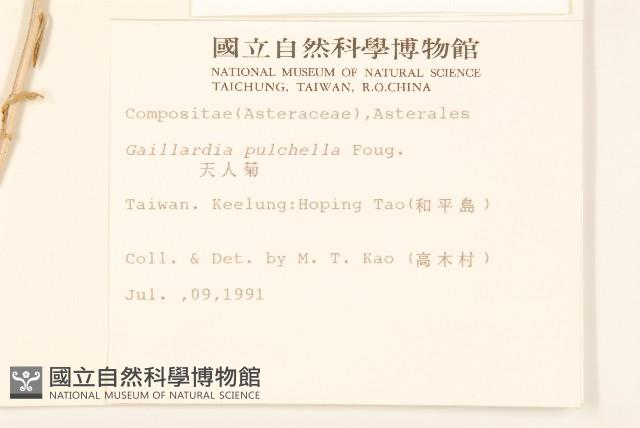 國立自然科學博物館
NATIONAL MUSEUM OF NATURAL SCIENCE
TAICHUNG, TAIWAN, R.O.CHINA
Compositae(Asteraceae),Asterales
Gaillardia pulchella Foug.
天人菊
Taiwan. Keelung:Hoping Tao(和平島)
Coll. & Det. by M. T. Kao (高木村)
Jul. ,09,1991
國立自然科學博物館
NATIONAL MUSEUM OF NATURAL SCIENCE